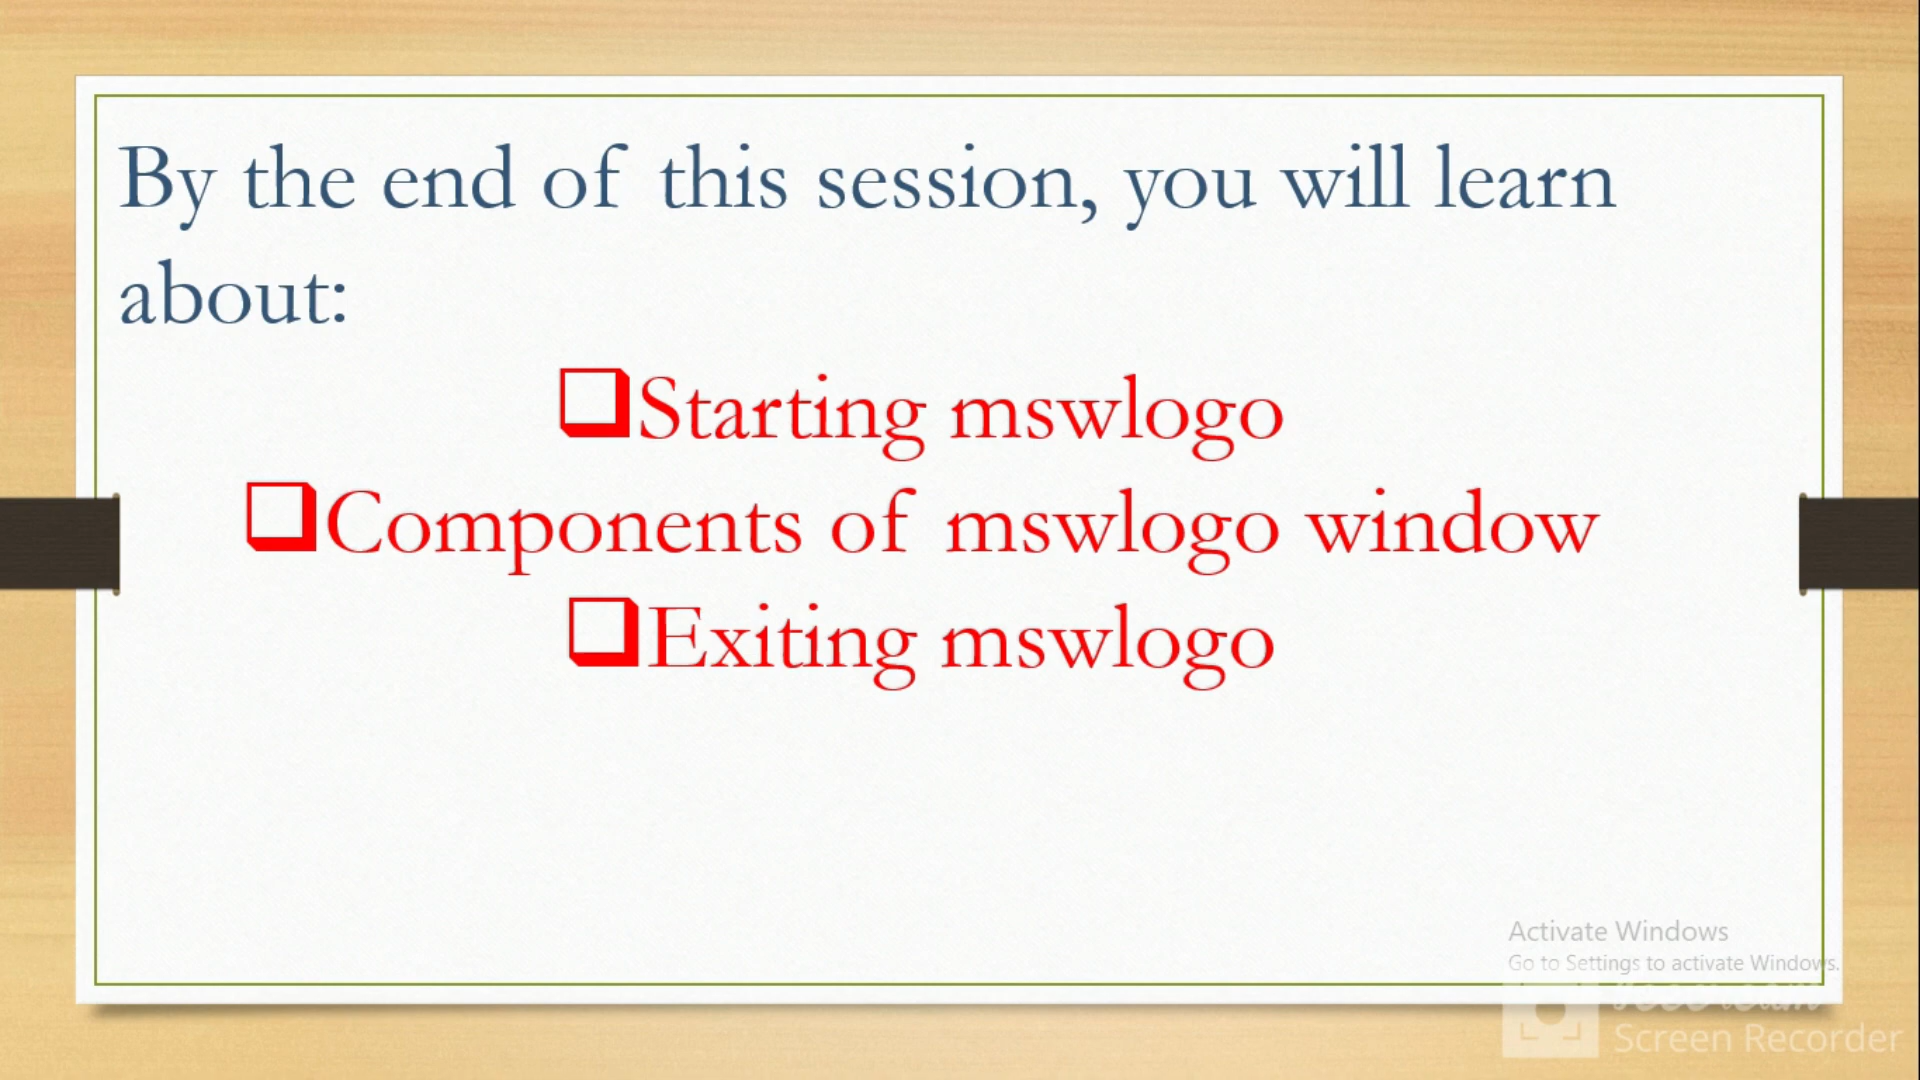 By the end of this session, you will learn
about:
❑Starting mswlogo
❑Components of mswlogo window
❑Exiting mswlogo
Activate Windows
Go to Settings to activate Windows.
Screen Recorder